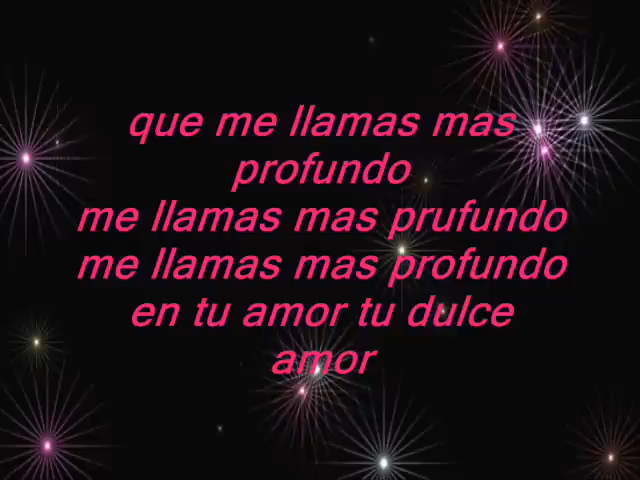 que me llamas mas
profundo
me llamas mas prufundo
me llamas mas profundo
en tu amor tu dulce
amor